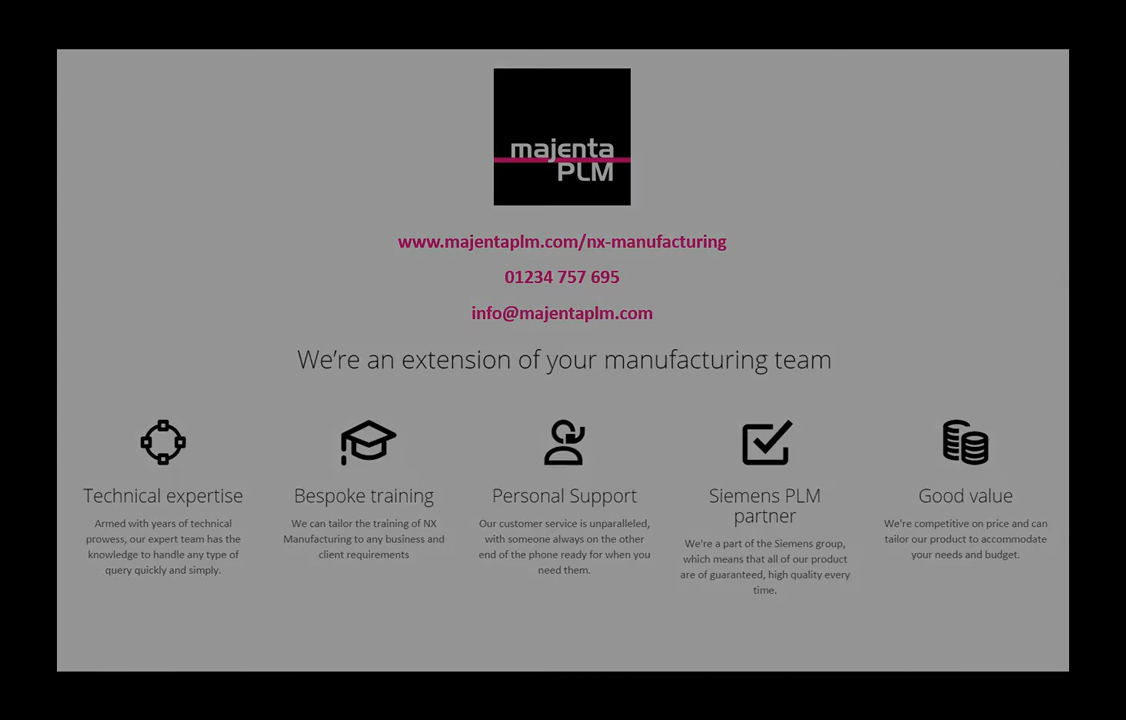 majenta
PLM
www.majentaplm.com/nx-manufacturing
01234 757 695
info@majentaplm.com
We're an extension of your manufacturing team
Technical expertise
Armed with years of technical
prowess, our expert team has the
knowledge to handle any type of
query quickly and simply.
Bespoke training
We can tailor the training of NX
Manufacturing to any business and
client requirements
Personal Support
Our customer service is unparalleled,
with someone always on the other
end of the phone ready for when you
need them.
Siemens PLM
partner
We're a part of the Siemens group,
which means that all of our product
are of guaranteed, high quality every
time.
Good value
We're competitive on price and can
tailor our product to accommodate
your needs and budget.